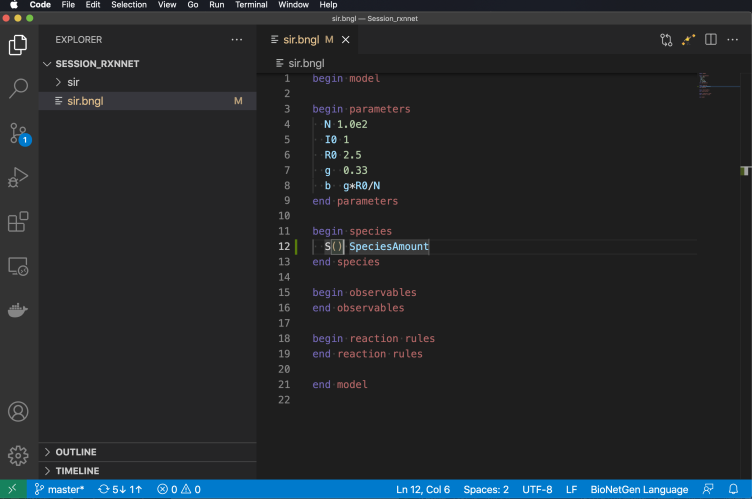 Code File Edit Selection View Go Run Terminal Window Help
sir.bngl — Session_rxnnet
EXPLORER
SESSION_RXNNET
sir
sir.bngl M
sir.bngl M
sir.bngl
1 begin model
2
3 begin parameters
4 N 1.0e2
5 I0 1
6 R0 2.5
7 g 0.33
8 b g*R0/N
9 end parameters
10
11 begin species
12 S() SpeciesAmount
13 end species
14
15 begin observables
16 end observables
17
18 begin reaction rules
19 end reaction rules
20
21 end model
22
1
OUTLINE
TIMELINE
master* 5↓ 1↑ 0 0 Ln 12, Col 6 Spaces: 2 UTF-8 LF BioNetGen Language